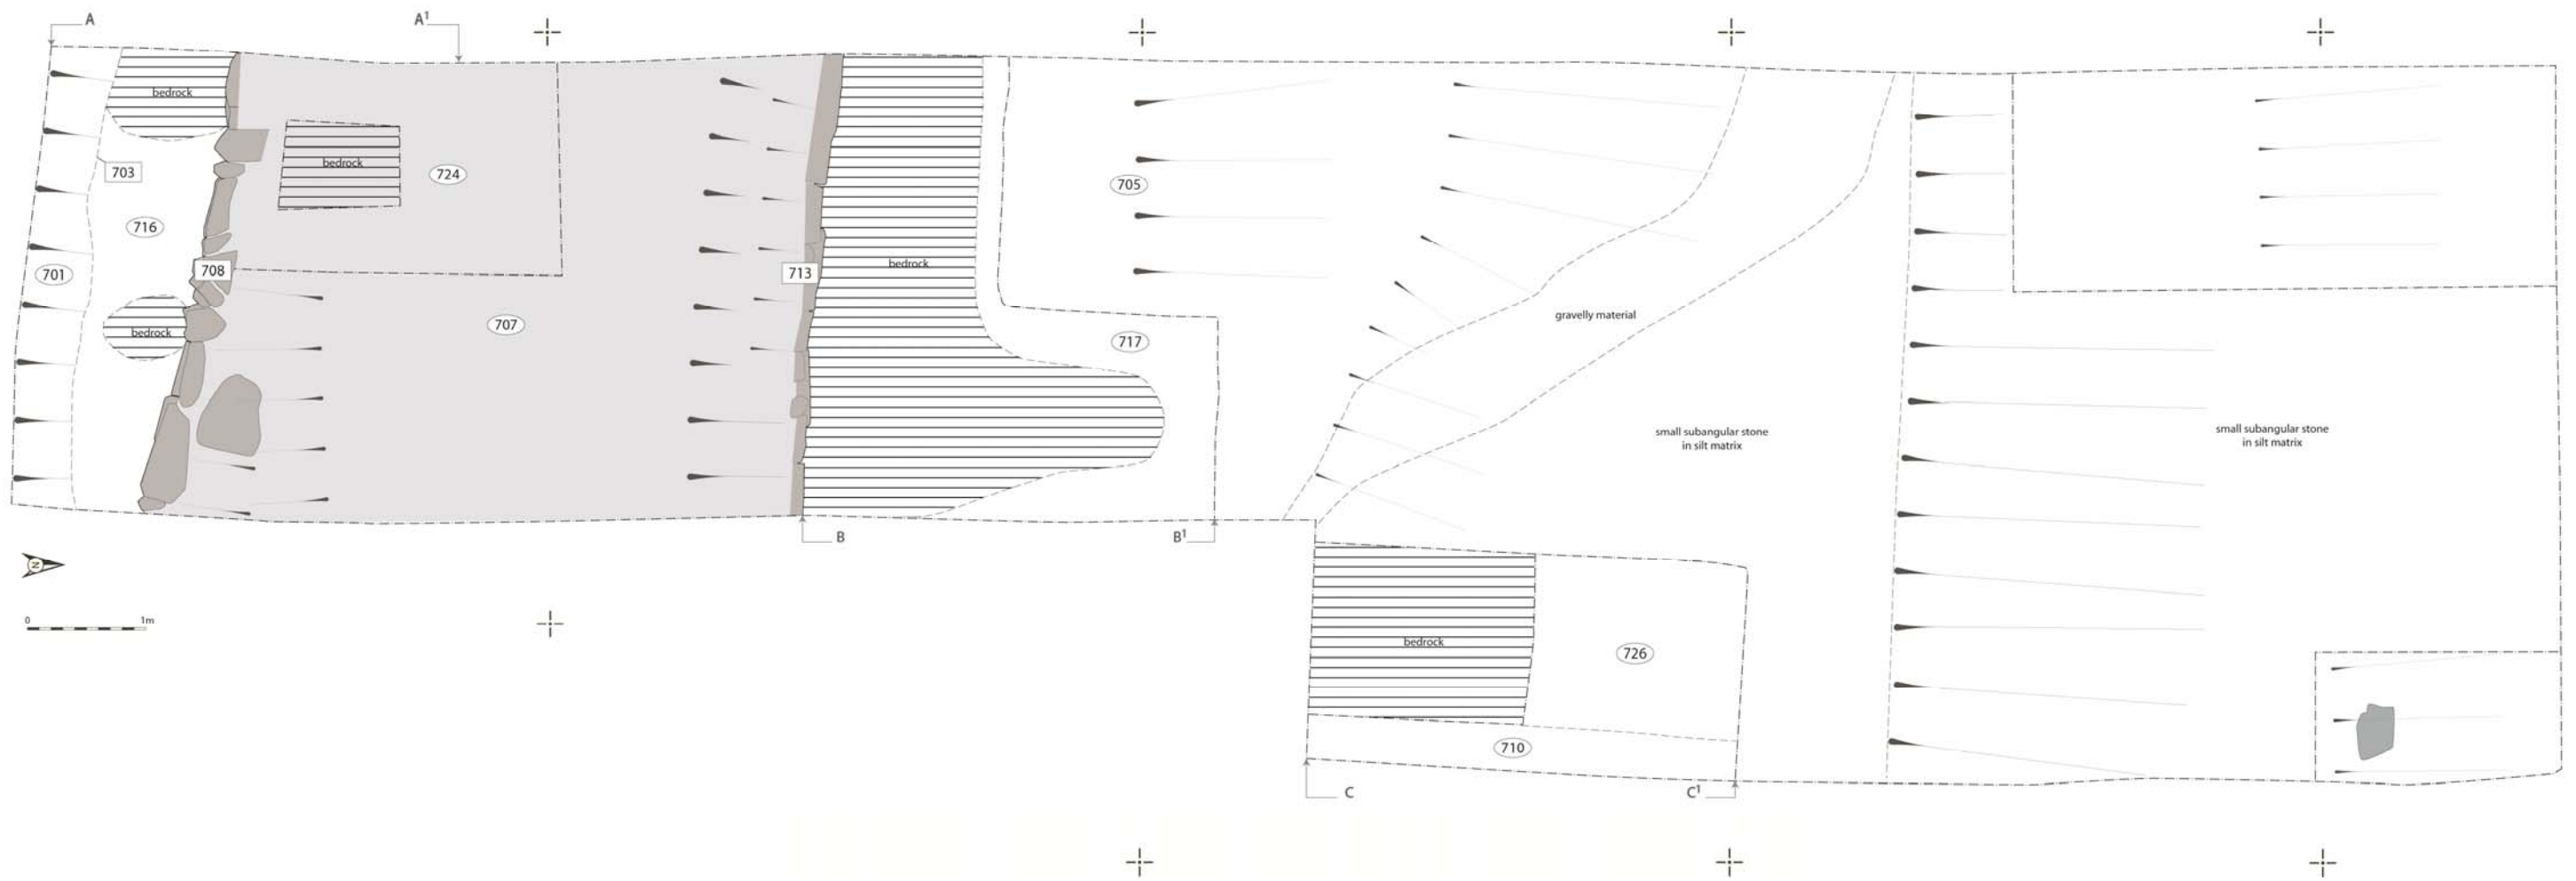 A
A¹
bedrock
703
bedrock
724
705
716
701
708
713
bedrock
707
bedrock
717
gravelly material
small subangular stone
in silt matrix
small subangular stone
in silt matrix
B
B¹
N
0 1m
bedrock
726
710
C
C¹